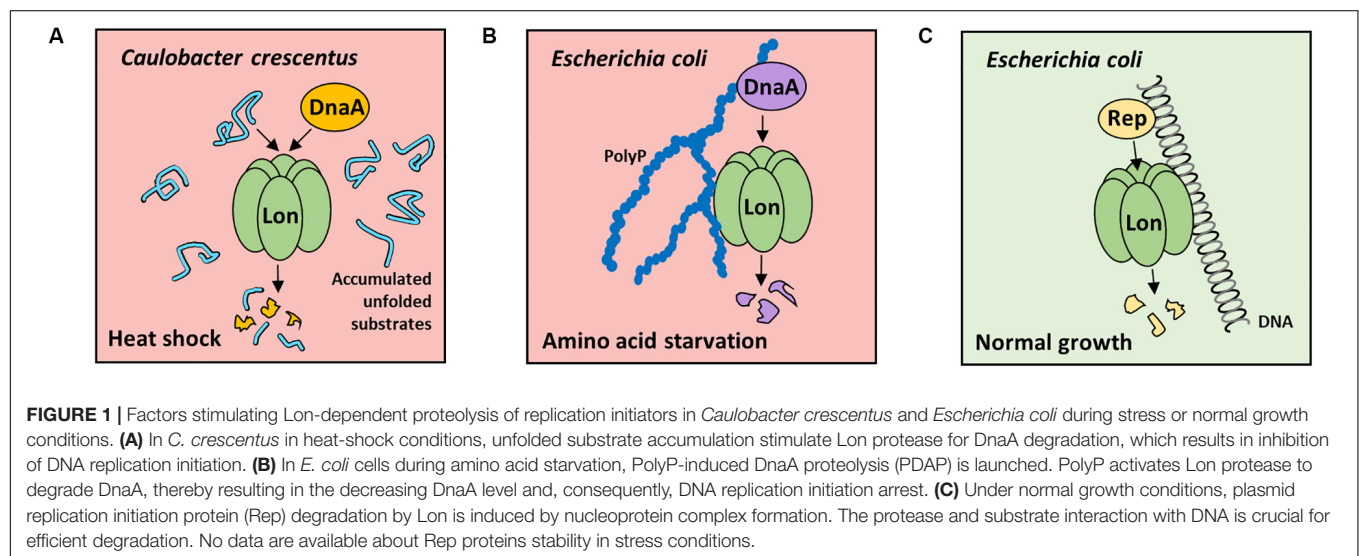 A
Caulobacter crescentus
DnaA
Lon
Accumulated
unfolded
substrates
Heat shock
B
Escherichia coli
DnaA
PolyP
Lon
Amino acid starvation
C
Escherichia coli
Rep
Lon
DNA
Normal growth
FIGURE 1 | Factors stimulating Lon-dependent proteolysis of replication initiators in Caulobacter crescentus and Escherichia coli during stress or normal growth
conditions. (A) In C. crescentus in heat-shock conditions, unfolded substrate accumulation stimulate Lon protease for DnaA degradation, which results in inhibition
of DNA replication initiation. (B) In E. coli cells during amino acid starvation, PolyP-induced DnaA proteolysis (PDAP) is launched. PolyP activates Lon protease to
degrade DnaA, thereby resulting in the decreasing DnaA level and, consequently, DNA replication initiation arrest. (C) Under normal growth conditions, plasmid
replication initiation protein (Rep) degradation by Lon is induced by nucleoprotein complex formation. The protease and substrate interaction with DNA is crucial for
efficient degradation. No data are available about Rep proteins stability in stress conditions.